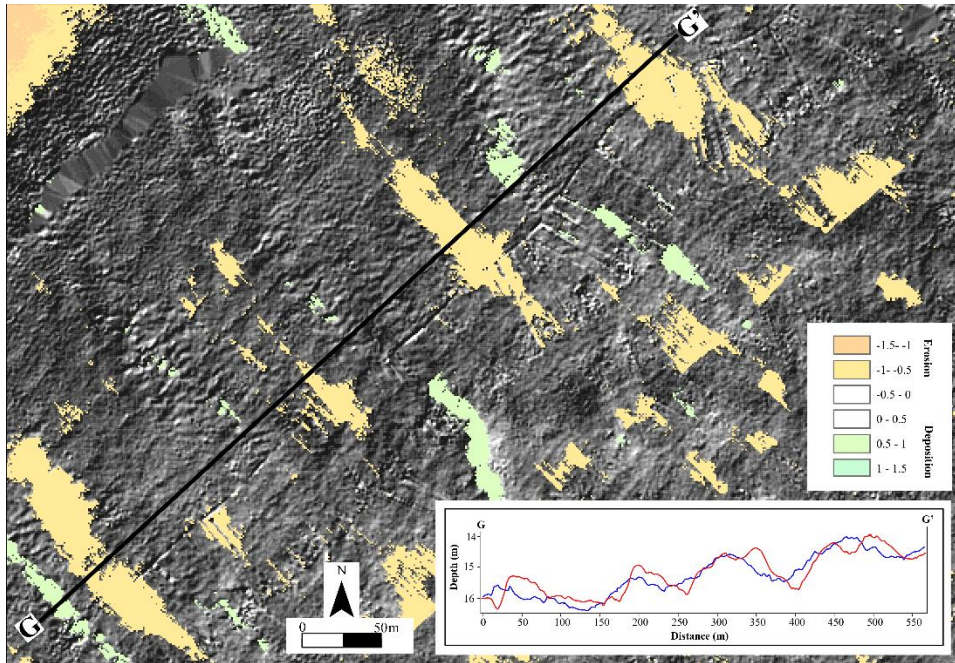 G'
G
Erosion
Deposition
-1.5- -1
-1- -0.5
-0.5 - 0
0 - 0.5
0.5 - 1
1 - 1.5
N
0 50m
G G'
Depth (m)
14
15
16
0 50 100 150 200 250 300 350 400 450 500 550
Distance (m)